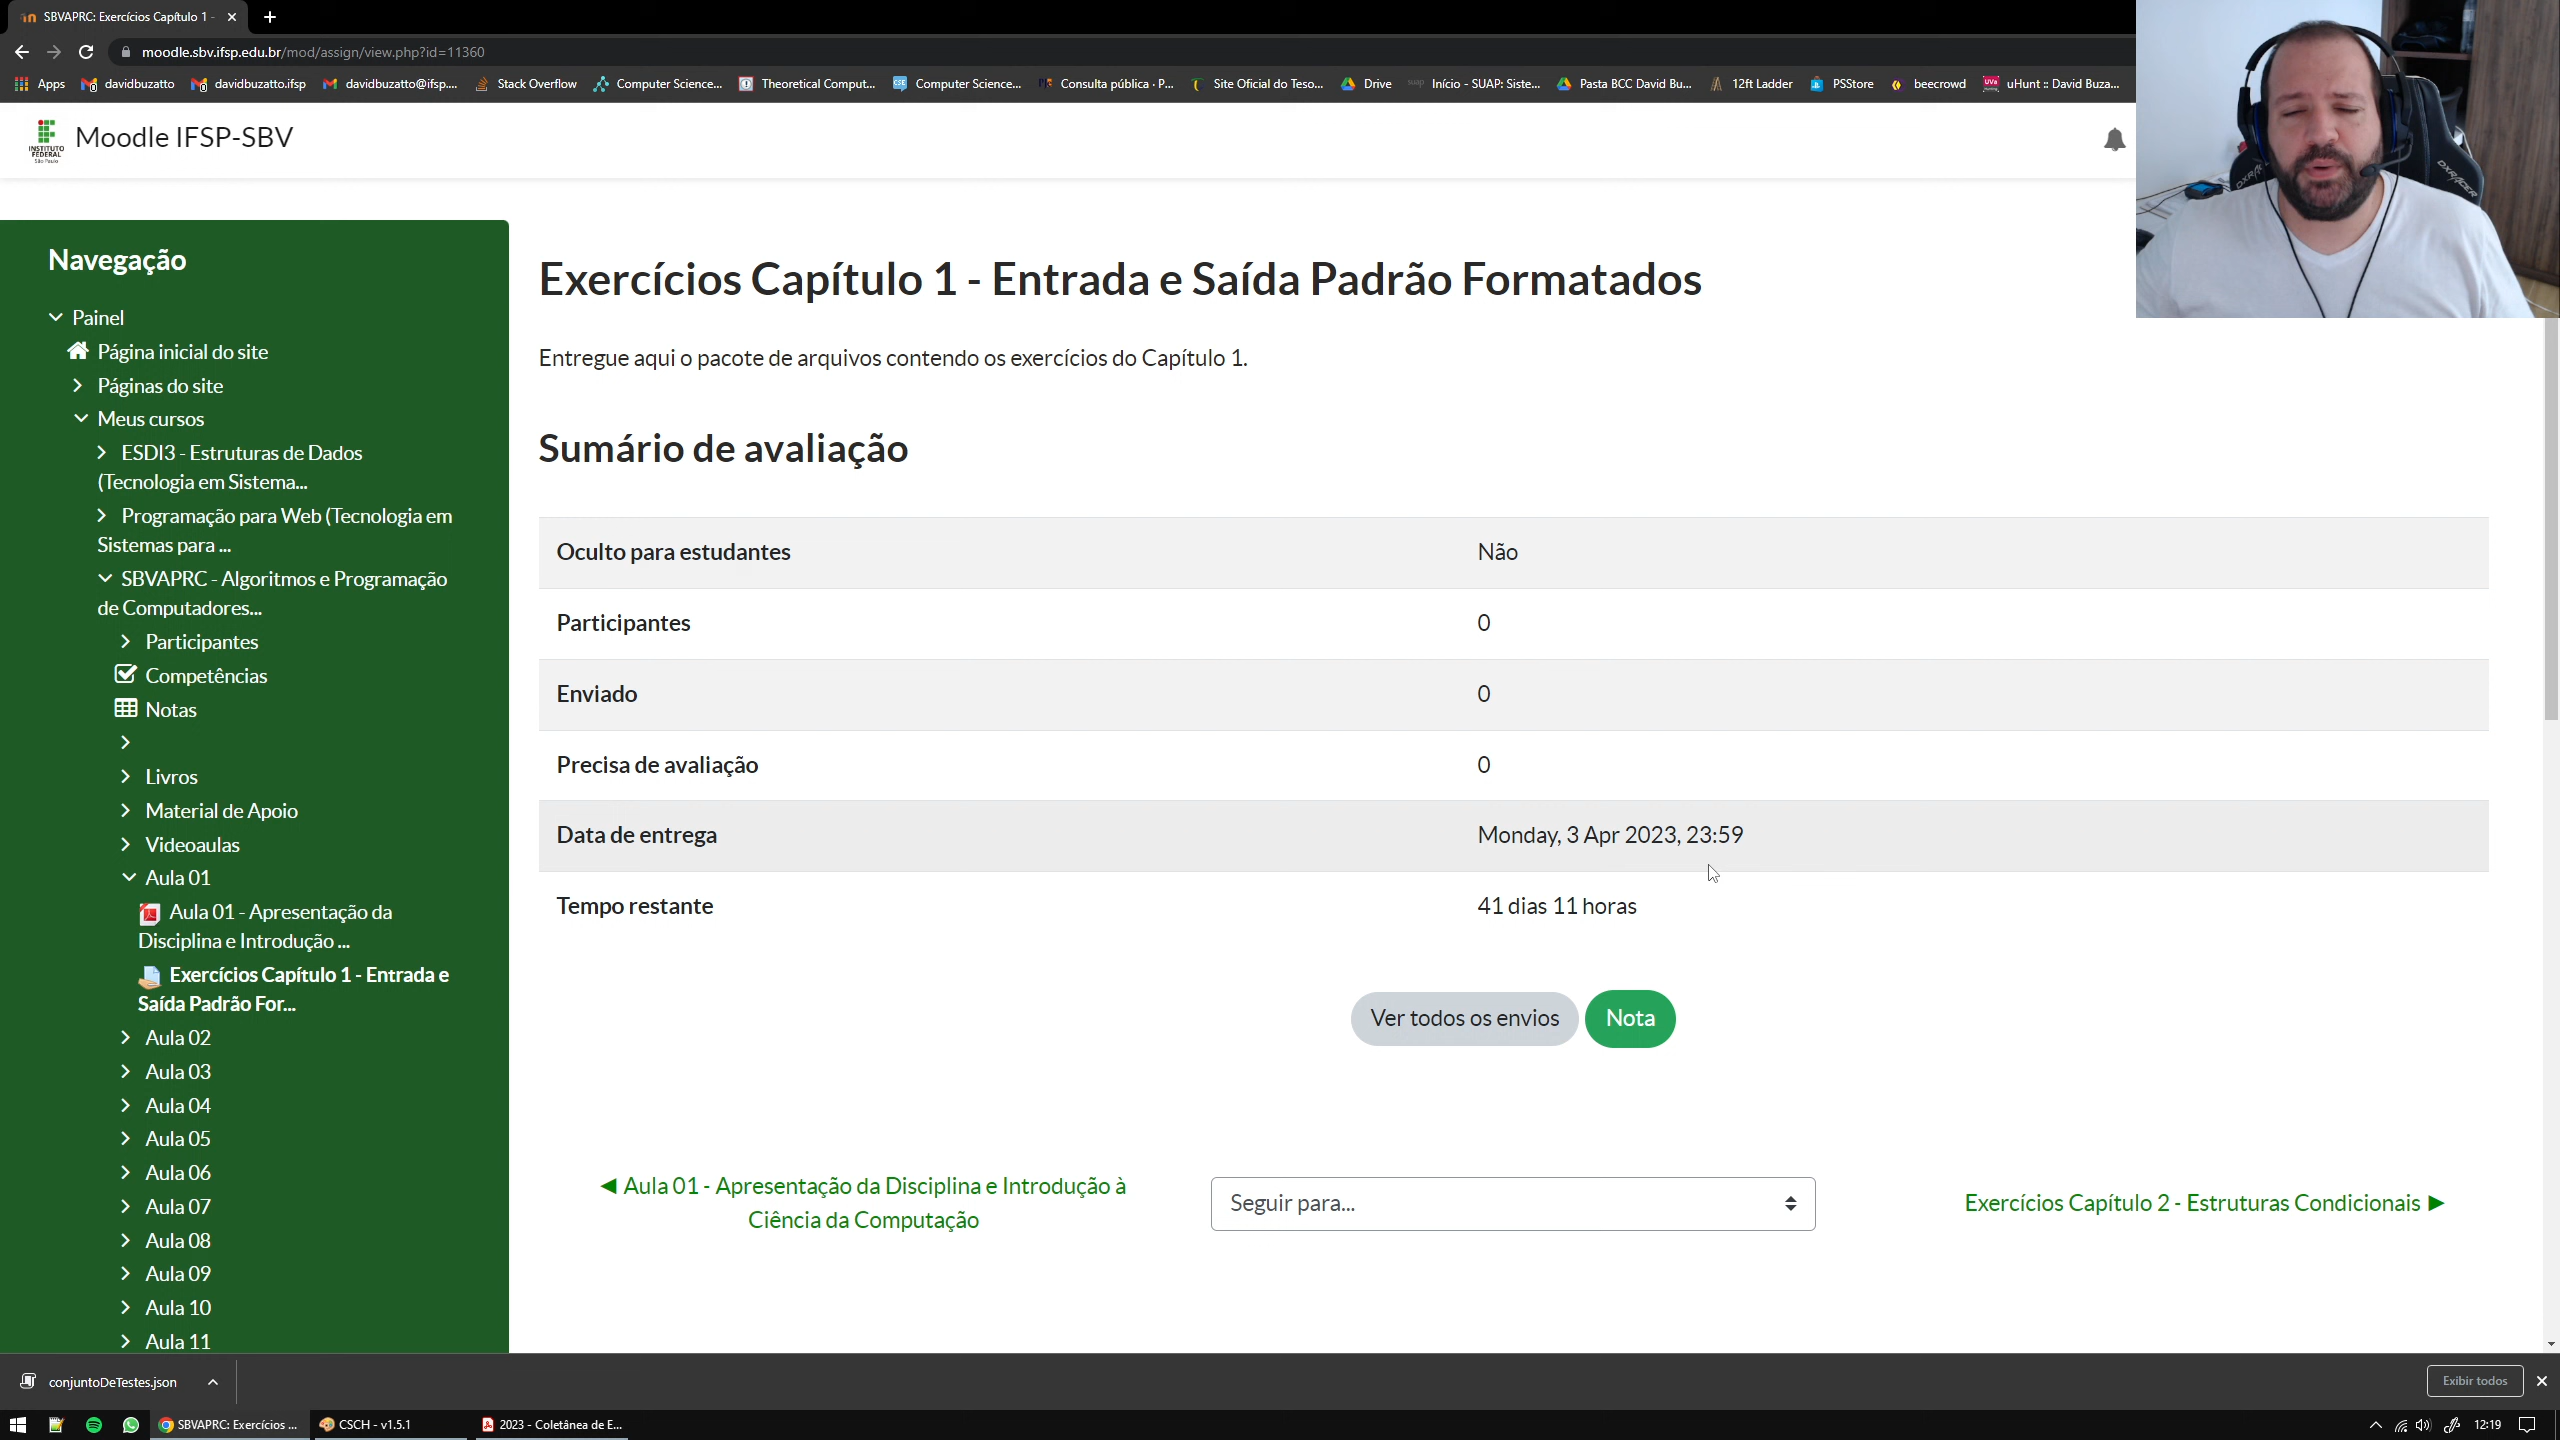 SBVAPRC: Exercícios Capítulo 1 -
moodle.sbv.ifsp.edu.br/mod/assign/view.php?id=11360
Apps
davidbuzatto
davidbuzatto.ifsp
davidbuzatto@ifsp....
Stack Overflow
Computer Science...
Theoretical Comput...
Computer Science...
Consulta pública · P...
Site Oficial do Teso...
Drive
Início - SUAP: Siste...
Pasta BCC David Bu...
12ft Ladder
PSStore
beecrowd
uHunt :: David Buza...
INSTITUTO
FEDERAL
São Paulo
Moodle IFSP-SBV
Navegação
Painel
Página inicial do site
Páginas do site
Meus cursos
ESDI3 - Estruturas de Dados
(Tecnologia em Sistema...
Programação para Web (Tecnologia em
Sistemas para ...
SBVAPRC - Algoritmos e Programação
de Computadores...
Participantes
Competências
Notas
Livros
Material de Apoio
Videoaulas
Aula 01
Aula 01 - Apresentação da
Disciplina e Introdução ...
Exercícios Capítulo 1 - Entrada e
Saída Padrão For...
Aula 02
Aula 03
Aula 04
Aula 05
Aula 06
Aula 07
Aula 08
Aula 09
Aula 10
Aula 11
Exercícios Capítulo 1 - Entrada e Saída Padrão Formatados
Entregue aqui o pacote de arquivos contendo os exercícios do Capítulo 1.
Sumário de avaliação
Oculto para estudantes Não
Participantes 0
Enviado 0
Precisa de avaliação 0
Data de entrega Monday, 3 Apr 2023, 23:59
Tempo restante 41 dias 11 horas
Ver todos os envios
Nota
◀ Aula 01 - Apresentação da Disciplina e Introdução à
Ciência da Computação
Seguir para...
Exercícios Capítulo 2 - Estruturas Condicionais ▶
DXRACER
DXRACER
conjuntoDeTestes.json
Exibir todos
SBVAPRC: Exercícios ...
CSCH - v1.5.1
2023 - Coletânea de E...
12:19